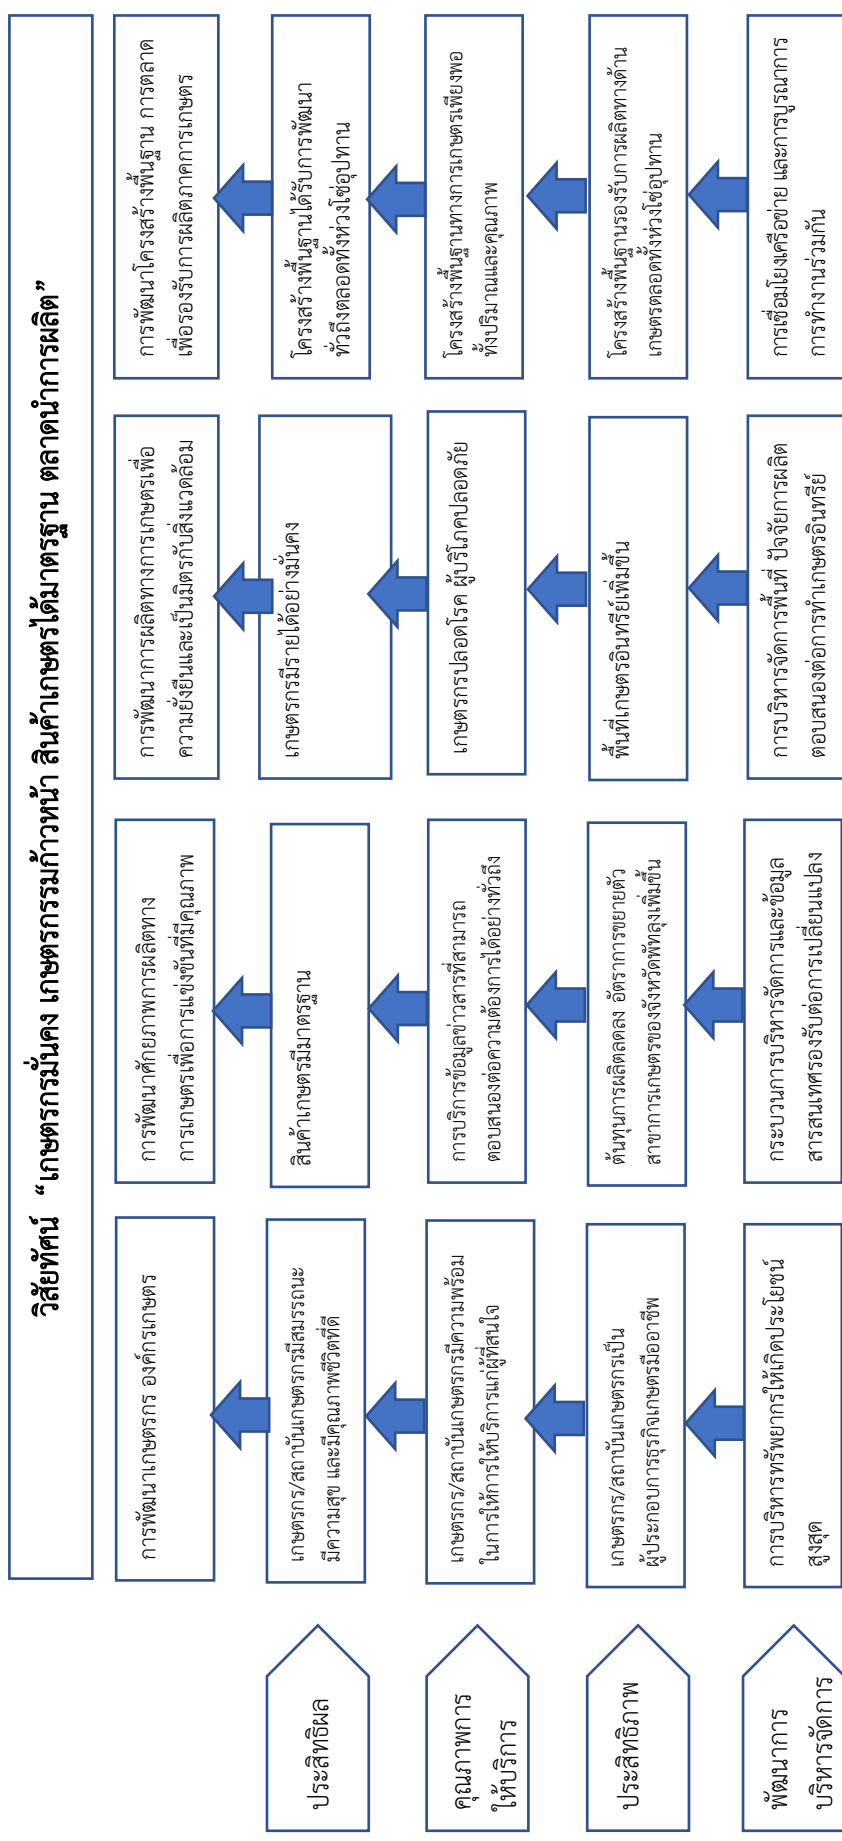 วิสัยทัศน์ “เกษตรกรมั่นคง เกษตรกรรมก้าวหน้า สินค้าเกษตรได้มาตรฐาน ตลาดนำการผลิต”
การพัฒนาเกษตรกร องค์กรเกษตร
การพัฒนาศักยภาพการผลิตทาง
การเกษตรเพื่อการแข่งขันที่มีคุณภาพ
การพัฒนาการผลิตทางการเกษตรเพื่อ
ความยั่งยืนและเป็นมิตรกับสิ่งแวดล้อม
การพัฒนาโครงสร้างพื้นฐาน การตลาด
เพื่อรองรับการผลิตภาคการเกษตร
ประสิทธิผล
เกษตรกร/สถาบันเกษตรกรมีสมรรถนะ
มีความสุข และมีคุณภาพชีวิตที่ดี
สินค้าเกษตรมีมาตรฐาน
เกษตรกรมีรายได้อย่างมั่นคง
โครงสร้างพื้นฐานได้รับการพัฒนา
ทั่วถึงตลอดทั้งห่วงโซ่อุปทาน
คุณภาพการ
ให้บริการ
เกษตรกร/สถาบันเกษตรกรมีความพร้อม
ในการให้การให้บริการแก่ผู้ที่สนใจ
การบริการข้อมูลข่าวสารที่สามารถ
ตอบสนองต่อความต้องการได้อย่างทั่วถึง
เกษตรกรปลอดโรค ผู้บริโภคปลอดภัย
โครงสร้างพื้นฐานทางการเกษตรเพียงพอ
ทั้งปริมาณและคุณภาพ
ประสิทธิภาพ
เกษตรกร/สถาบันเกษตรกรเป็น
ผู้ประกอบการธุรกิจเกษตรมืออาชีพ
ต้นทุนการผลิตลดลง อัตราการขยายตัว
สาขาการเกษตรของจังหวัดพัทลุงเพิ่มขึ้น
พื้นที่เกษตรอินทรีย์เพิ่มขึ้น
โครงสร้างพื้นฐานรองรับการผลิตทางด้าน
เกษตรตลอดทั้งห่วงโซ่อุปทาน
พัฒนาการ
บริหารจัดการ
การบริหารทรัพยากรให้เกิดประโยชน์
สูงสุด
กระบวนการบริหารจัดการและข้อมูล
สารสนเทศรองรับต่อการเปลี่ยนแปลง
การบริหารจัดการพื้นที่ ปัจจัยการผลิต
ตอบสนองต่อการทำเกษตรอินทรีย์
การเชื่อมโยงเครือข่าย และการบูรณาการ
การทำงานร่วมกัน